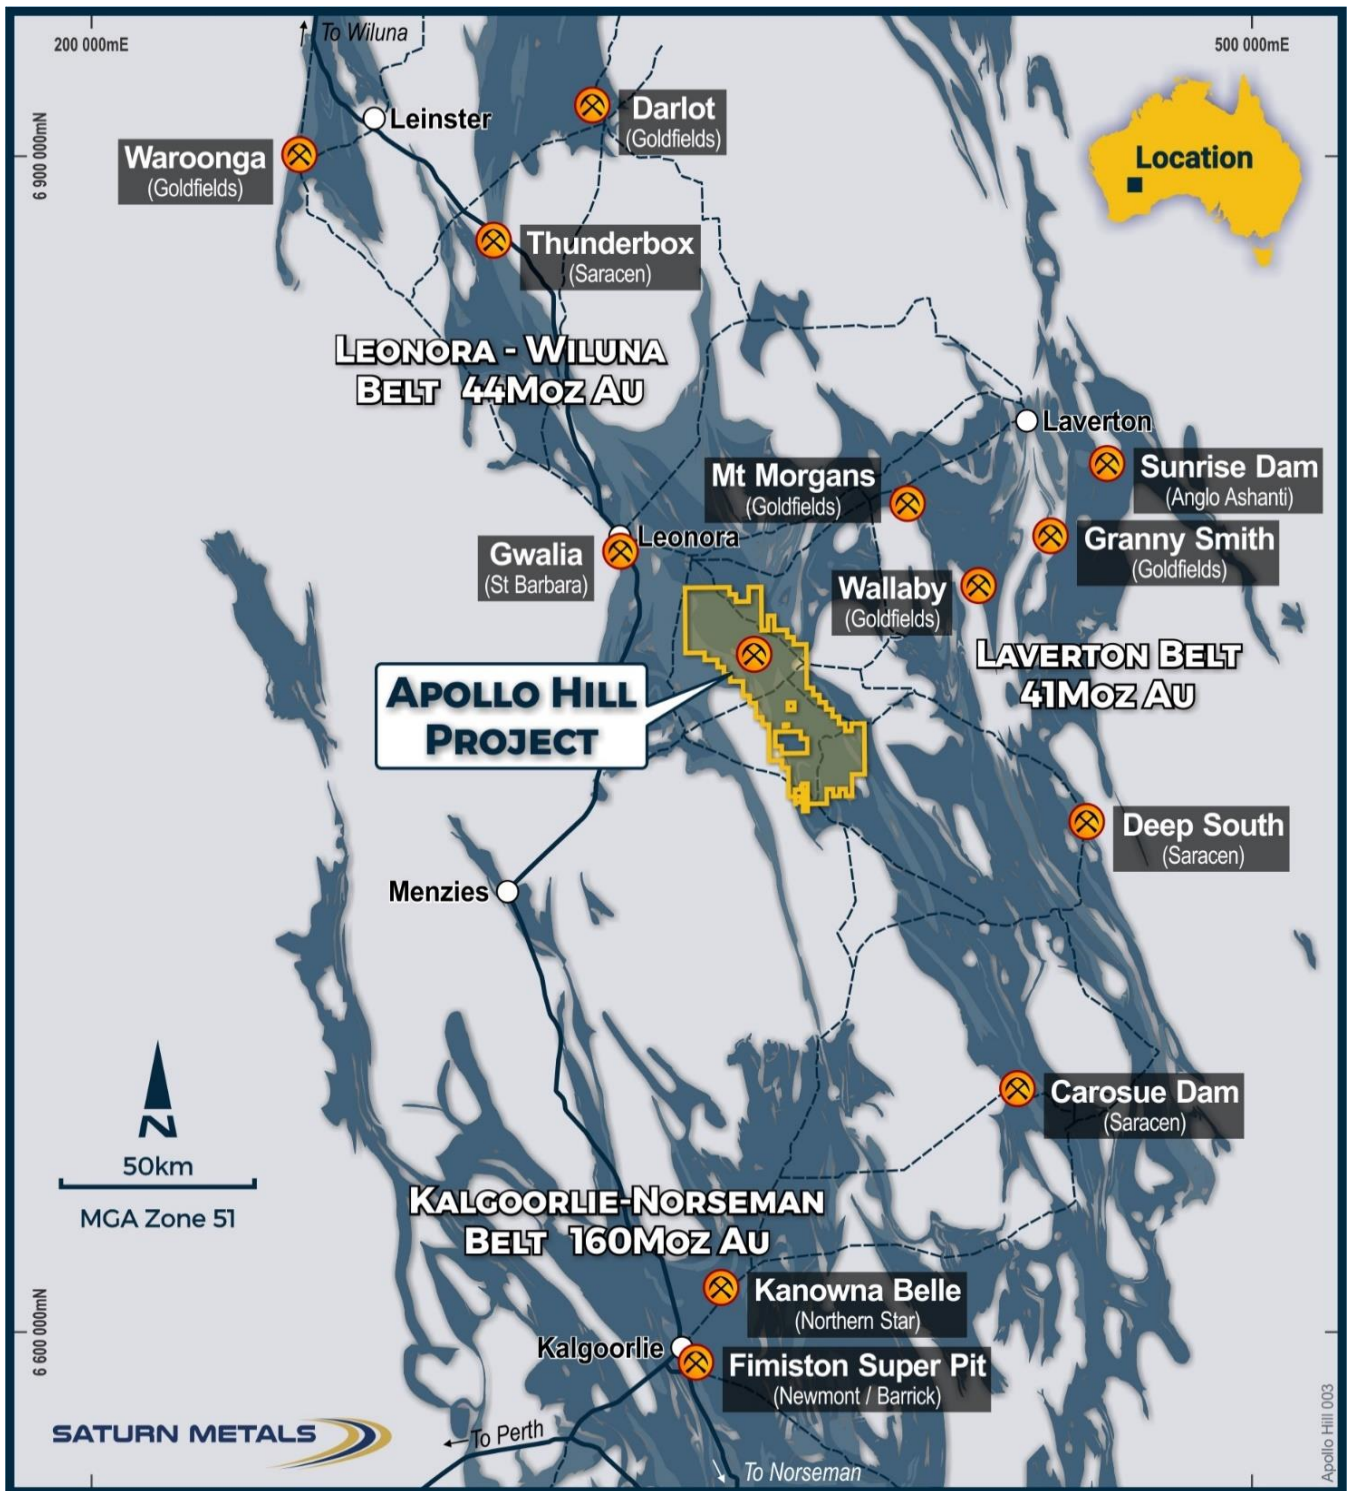 To Wiluna
200 000mE
500 000mE
6 900 000mN
Leinster
Darlot
(Goldfields)
Waroonga
(Goldfields)
Location
Thunderbox
(Saracen)
LEONORA - WILUNA
BELT 44MOZ AU
Laverton
Mt Morgans
(Goldfields)
Sunrise Dam
(Anglo Ashanti)
Leonora
Gwalia
(St Barbara)
Granny Smith
(Goldfields)
Wallaby
(Goldfields)
LAVERTON BELT
41MOZ AU
APOLLO HILL
PROJECT
Deep South
(Saracen)
Menzies
N
50km
MGA Zone 51
Carosue Dam
(Saracen)
KALGOORLIE-NORSEMAN
BELT 160MOZ AU
Kanowna Belle
(Northern Star)
6 600 000mN
Kalgoorlie
Fimiston Super Pit
(Newmont / Barrick)
SATURN METALS
To Perth
To Norseman
Apollo Hill 003